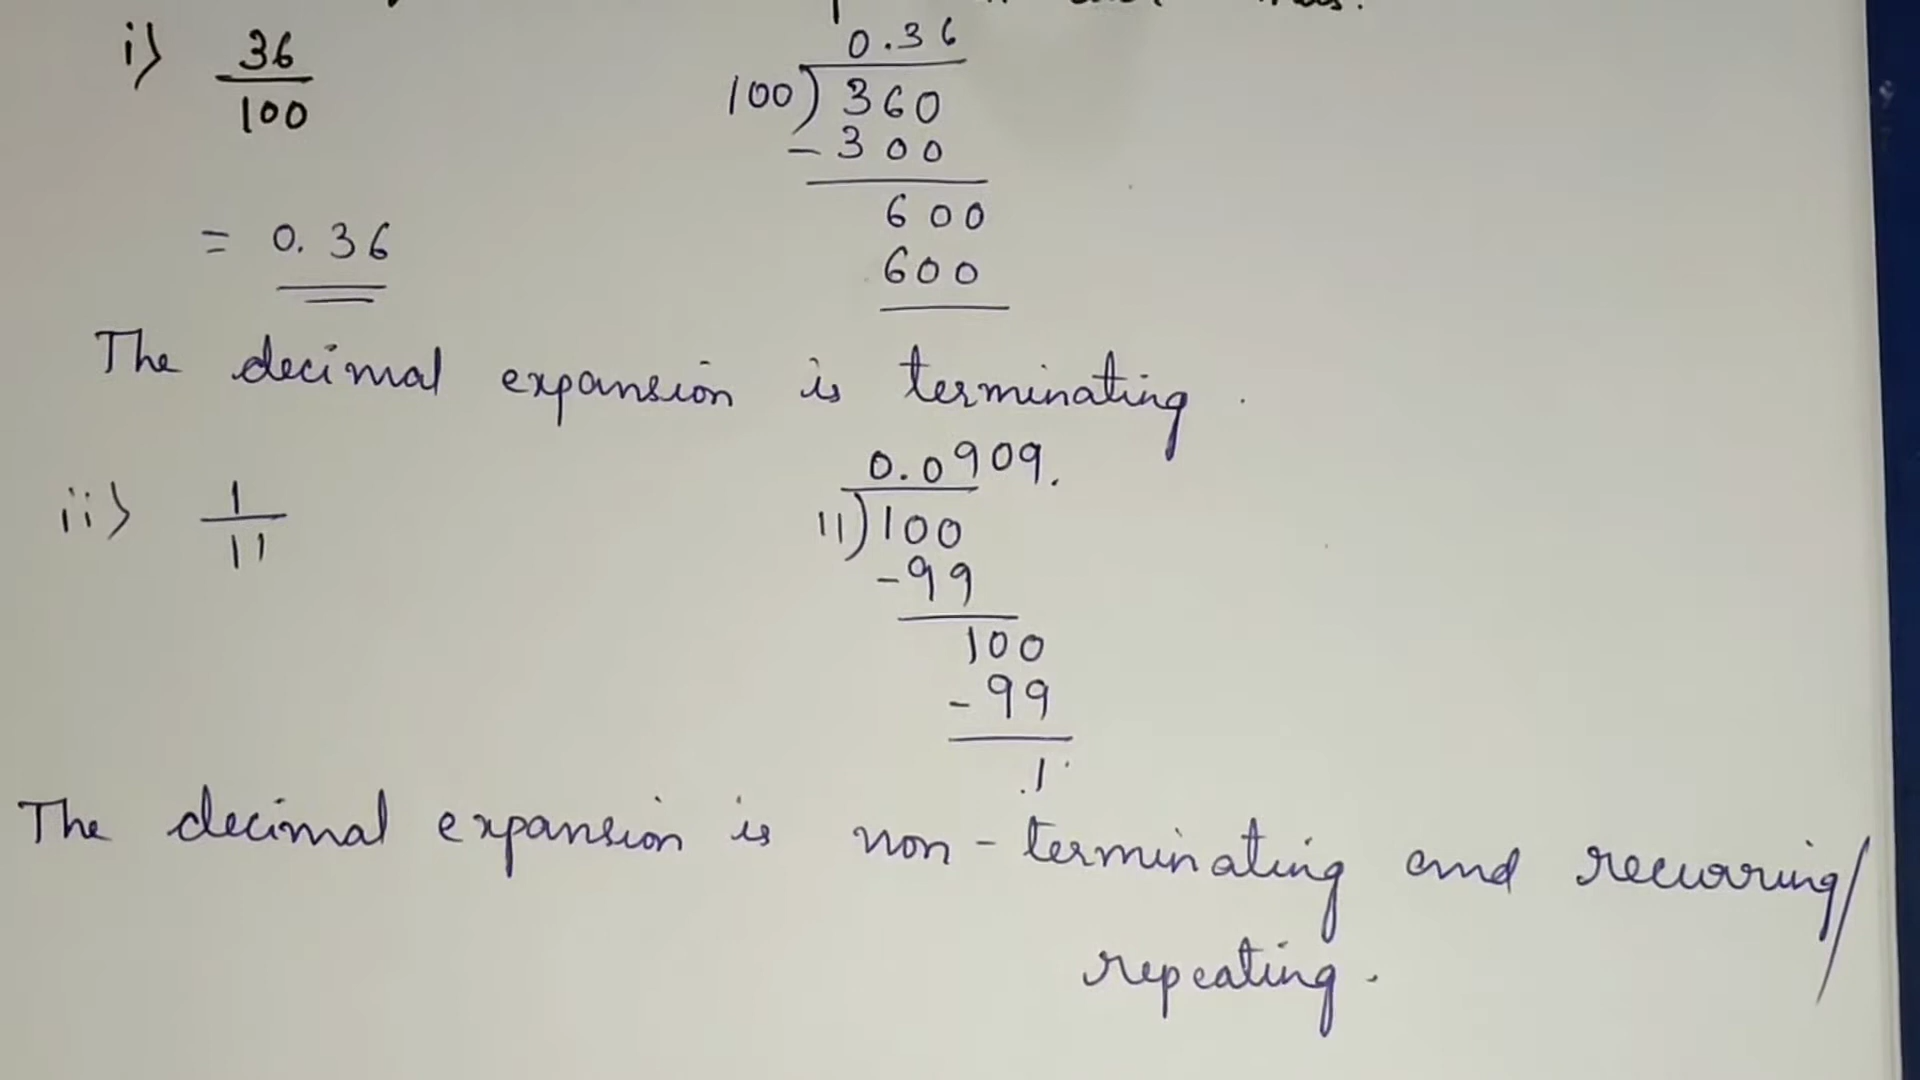 i) 36
100
0.36
100) 360
- 300
600
600
= 0.36
The decimal expansion is terminating.
ii) 1
11
0.0909.
11) 100
- 99
100
- 99
1
The decimal expansion is non-terminating and recurring/
repeating.